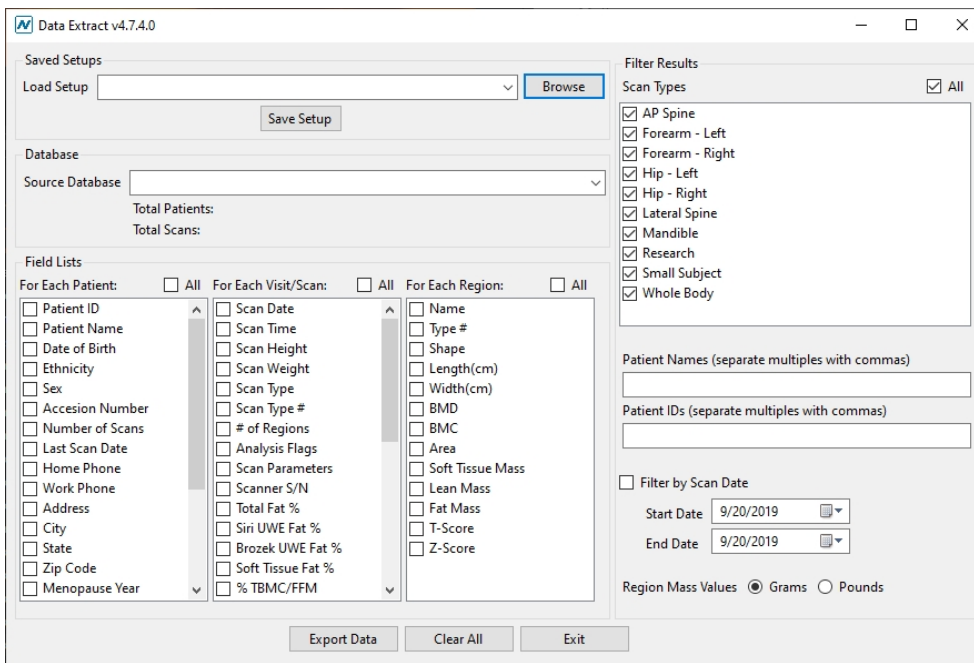 Data Extract v4.7.4.0
Saved Setups
Load Setup
Browse
Save Setup
Database
Source Database
Total Patients:
Total Scans:
Field Lists
For Each Patient:
All
Patient ID
Patient Name
Date of Birth
Ethnicity
Sex
Accesion Number
Number of Scans
Last Scan Date
Home Phone
Work Phone
Address
City
State
Zip Code
Menopause Year
For Each Visit/Scan:
All
Scan Date
Scan Time
Scan Height
Scan Weight
Scan Type
Scan Type #
# of Regions
Analysis Flags
Scan Parameters
Scanner S/N
Total Fat %
Siri UWE Fat %
Brozek UWE Fat %
Soft Tissue Fat %
% TBMC/FFM
For Each Region:
All
Name
Type #
Shape
Length(cm)
Width(cm)
BMD
BMC
Area
Soft Tissue Mass
Lean Mass
Fat Mass
T-Score
Z-Score
Filter Results
Scan Types
All
AP Spine
Forearm - Left
Forearm - Right
Hip - Left
Hip - Right
Lateral Spine
Mandible
Research
Small Subject
Whole Body
Patient Names (separate multiples with commas)
Patient IDs (separate multiples with commas)
Filter by Scan Date
Start Date 9/20/2019
End Date 9/20/2019
Region Mass Values Grams Pounds
Export Data
Clear All
Exit